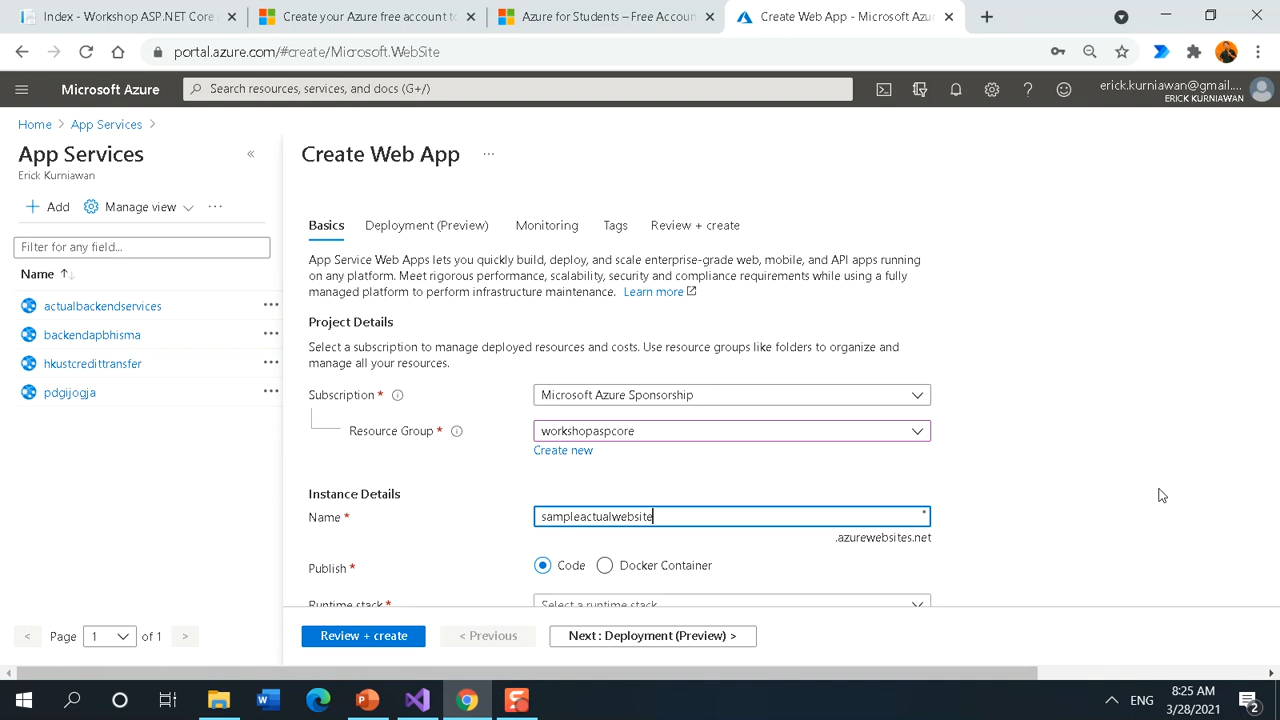 Index - Workshop ASP.NET Core
Create your Azure free account to
Azure for Students – Free Accoun
Create Web App - Microsoft Azur
portal.azure.com/#create/Microsoft.WebSite
Microsoft Azure
Search resources, services, and docs (G+/)
erick.kurniawan@gmail....
ERICK KURNIAWAN
Home > App Services >
App Services
«
Erick Kurniawan
+ Add
Manage view
...
Filter for any field...
Name ↑↓
actualbackendservices
...
backendapbhisma
...
hkustcredittransfer
...
pdgijogja
...
< Page 1 of 1 >
Create Web App
...
Basics
Deployment (Preview)
Monitoring
Tags
Review + create
App Service Web Apps lets you quickly build, deploy, and scale enterprise-grade web, mobile, and API apps running
on any platform. Meet rigorous performance, scalability, security and compliance requirements while using a fully
managed platform to perform infrastructure maintenance. Learn more
Project Details
Select a subscription to manage deployed resources and costs. Use resource groups like folders to organize and
manage all your resources.
Subscription *
Microsoft Azure Sponsorship
Resource Group *
workshopaspcore
Create new
Instance Details
Name *
sampleactualwebsite
.azurewebsites.net
Publish *
Code
Docker Container
Runtime stack *
Select a runtime stack
Review + create
< Previous
Next : Deployment (Preview) >
ENG
8:25 AM
3/28/2021
2